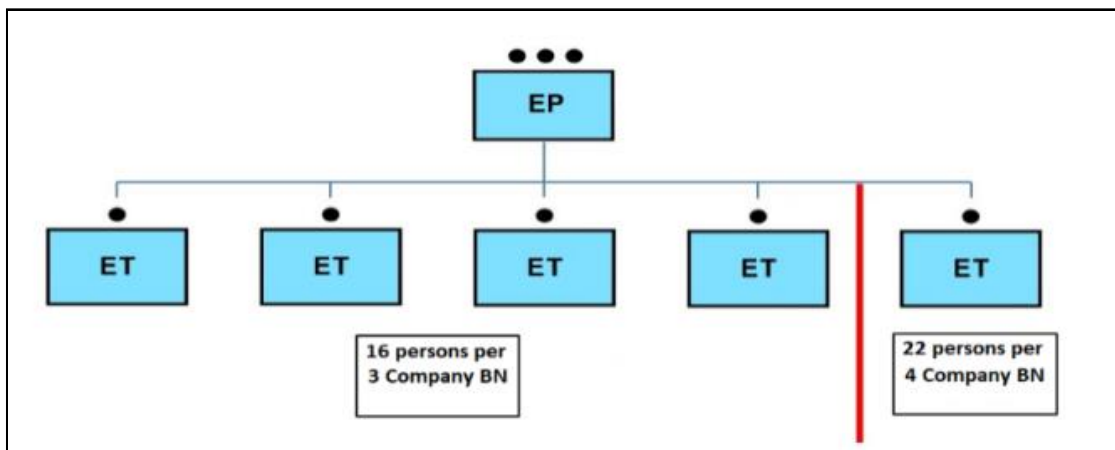 EP
ET
ET
ET
ET
ET
16 persons per
3 Company BN
22 persons per
4 Company BN